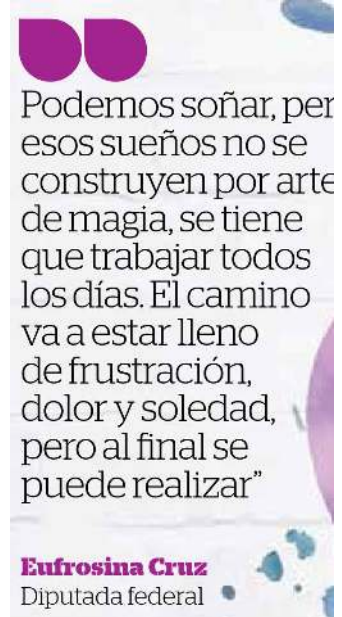 Podemos soñar, per
esos sueños no se
construyen por arte
de magia, se tiene
que trabajar todos
los días. El camino
va a estar lleno
de frustración,
dolor y soledad,
pero al final se
puede realizar”
Eufrosina Cruz
Diputada federal